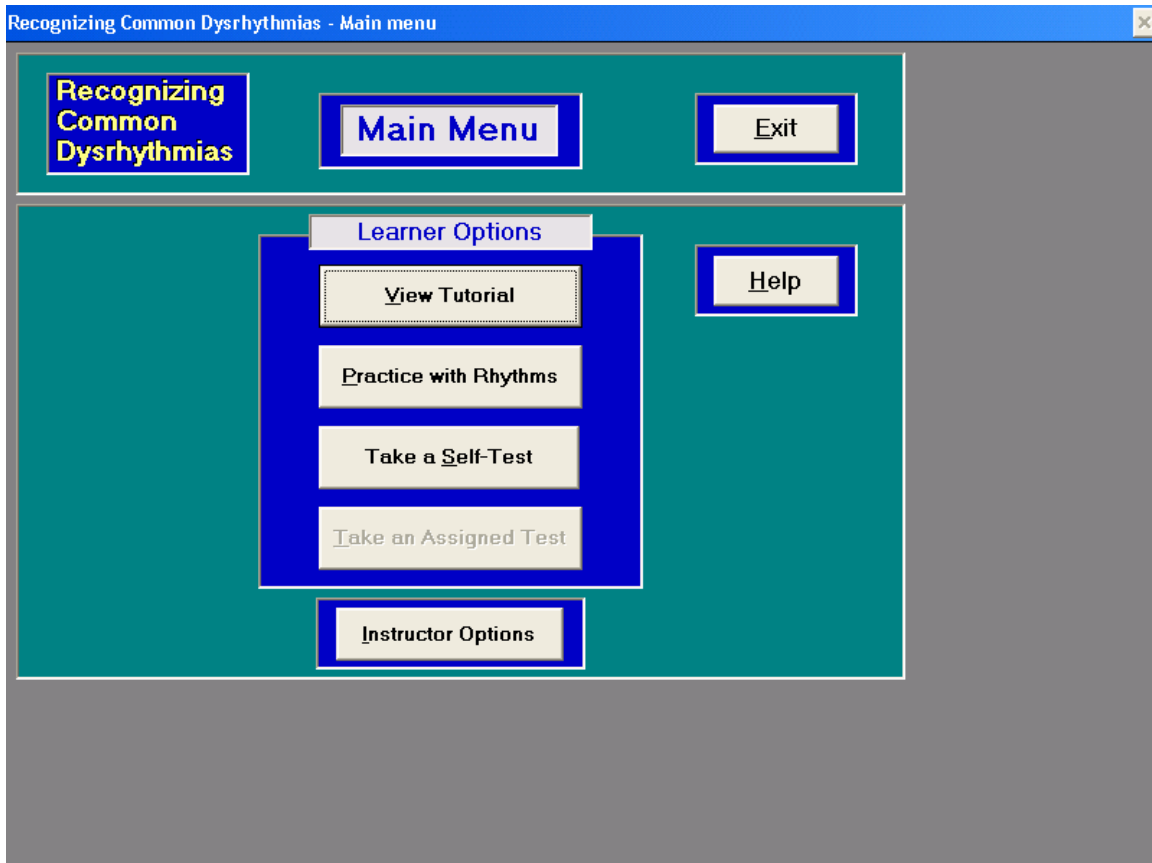 Recognizing Common Dysrhythmias - Main menu
Recognizing
Common
Dysrhythmias
Main Menu
Exit
Learner Options
View Tutorial
Help
Practice with Rhythms
Take a Self-Test
Take an Assigned Test
Instructor Options